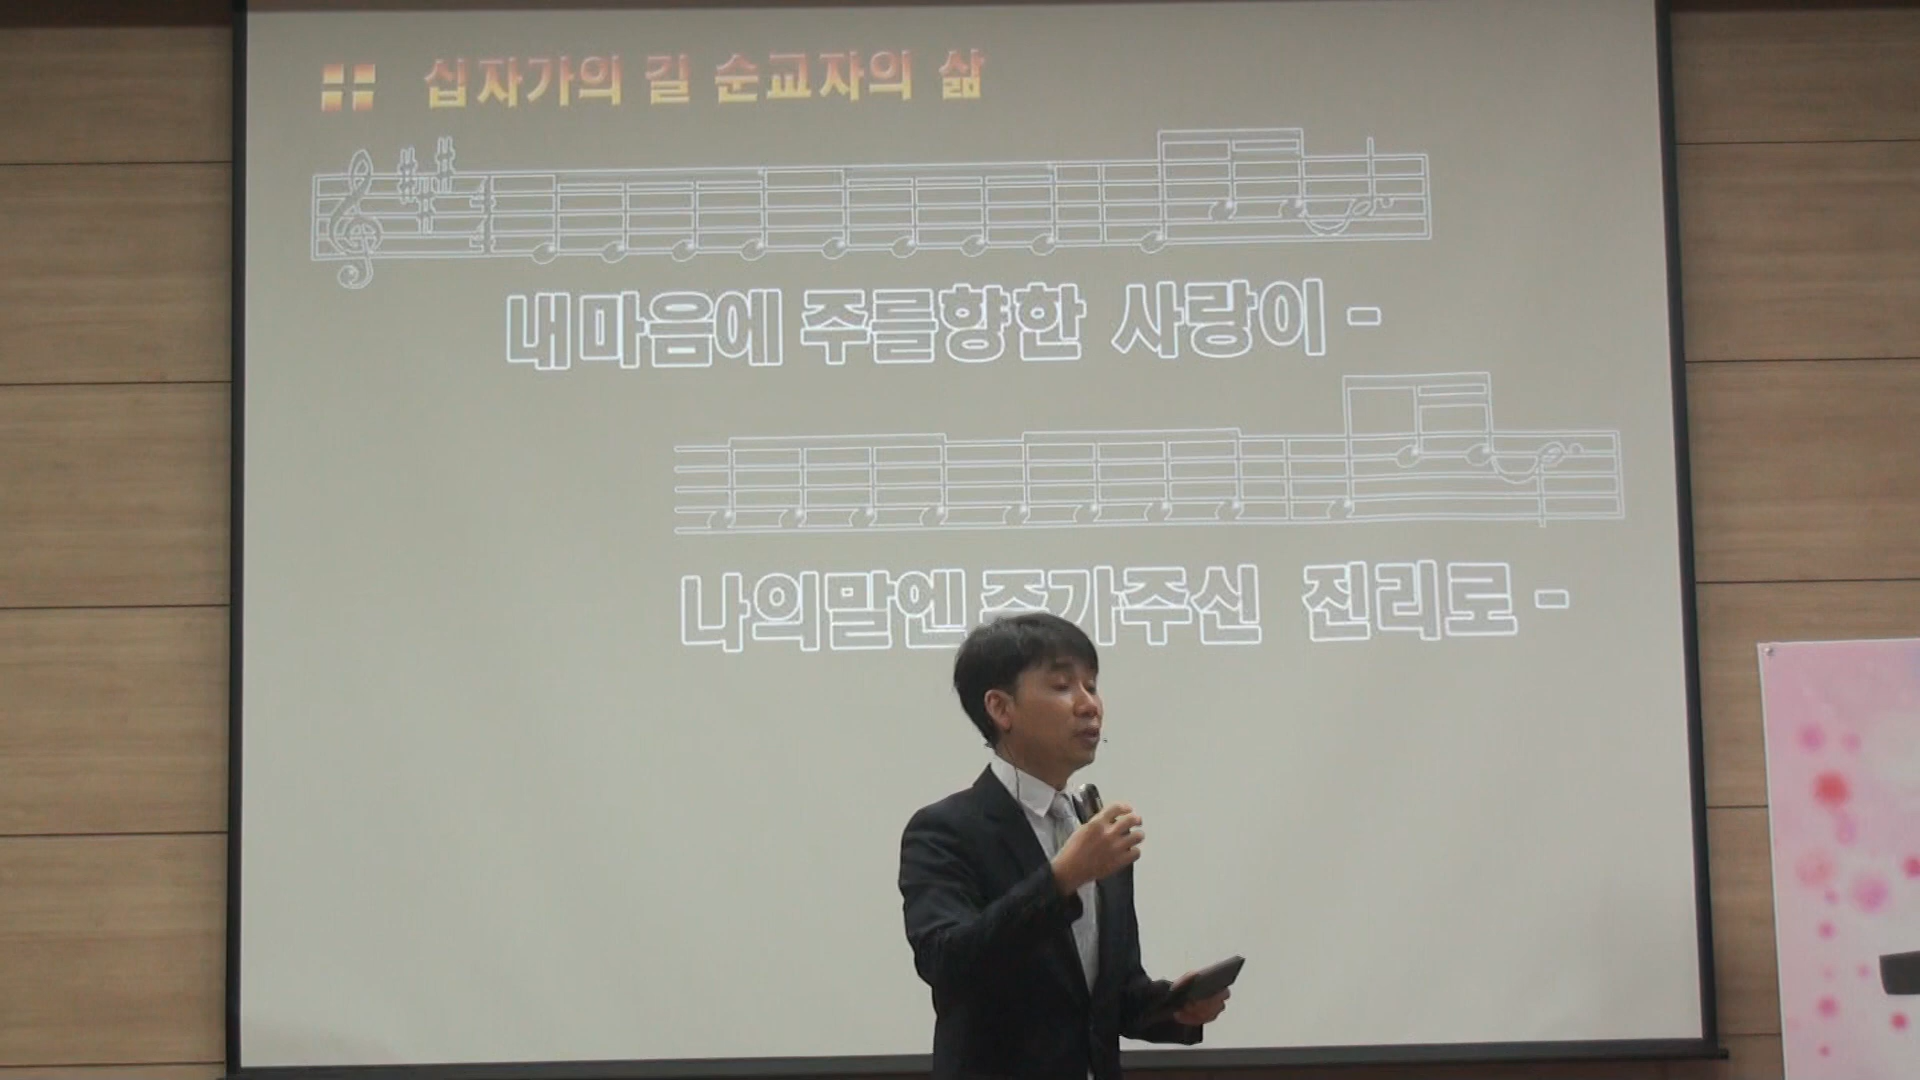 십자가의 길 순교자의 삶
내마음에 주를향한 사랑이 -
나의말엔 주가주신 진리로 -